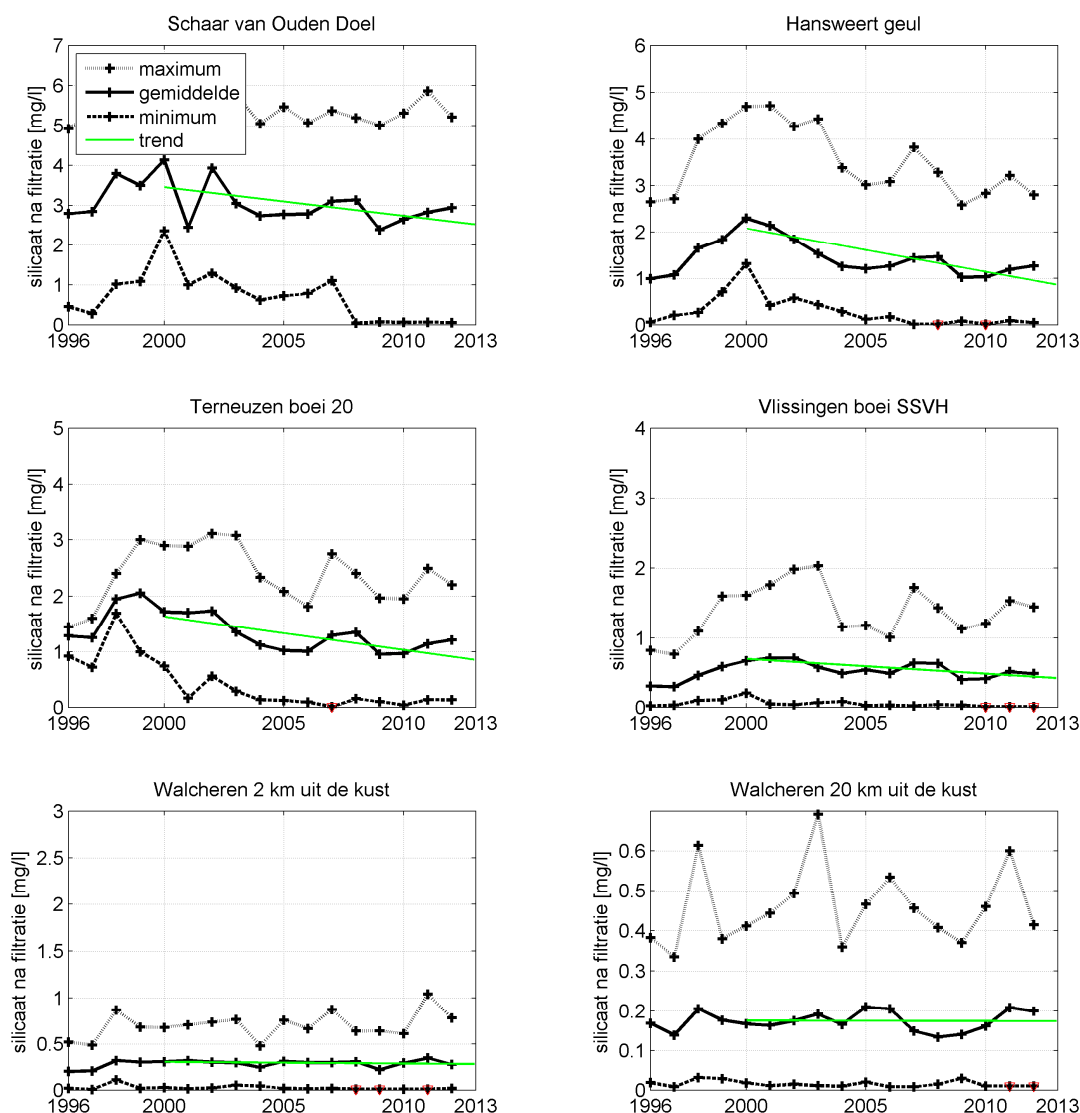 Schaar van Ouden Doel
silicaat na filtratie [mg/l]
7
6
5
4
3
2
1
0
maximum
gemiddelde
minimum
trend
1996 2000 2005 2010 2013
Hansweert geul
silicaat na filtratie [mg/l]
6
5
4
3
2
1
0
1996 2000 2005 2010 2013
Terneuzen boei 20
silicaat na filtratie [mg/l]
5
4
3
2
1
0
1996 2000 2005 2010 2013
Vlissingen boei SSVH
silicaat na filtratie [mg/l]
4
3
2
1
0
1996 2000 2005 2010 2013
Walcheren 2 km uit de kust
silicaat na filtratie [mg/l]
3
2.5
2
1.5
1
0.5
0
1996 2000 2005 2010 2013
Walcheren 20 km uit de kust
silicaat na filtratie [mg/l]
0.6
0.5
0.4
0.3
0.2
0.1
0
1996 2000 2005 2010 2013